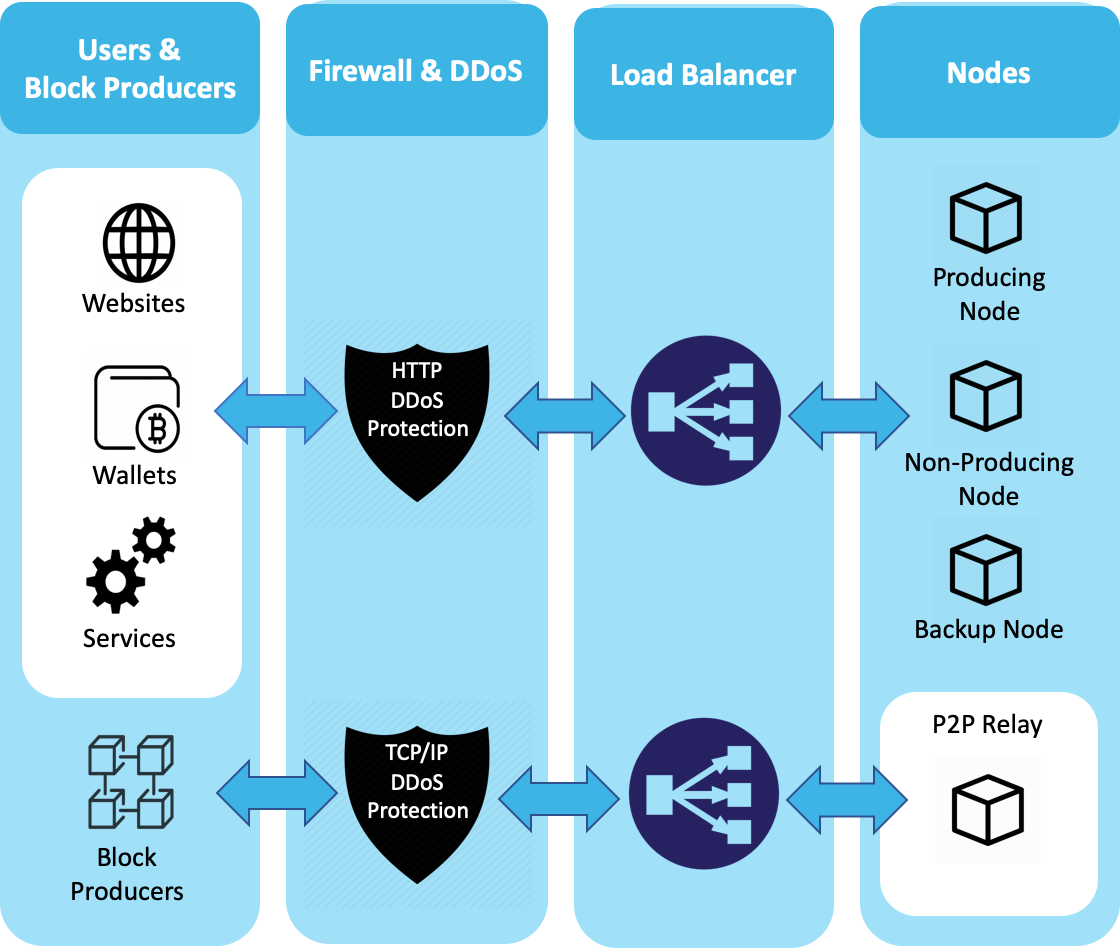 Users &
Block Producers
Firewall & DDoS
Load Balancer
Nodes
Websites
Wallets
Services
Block
Producers
HTTP
DDoS
Protection
TCP/IP
DDoS
Protection
Producing
Node
Non-Producing
Node
Backup Node
P2P Relay